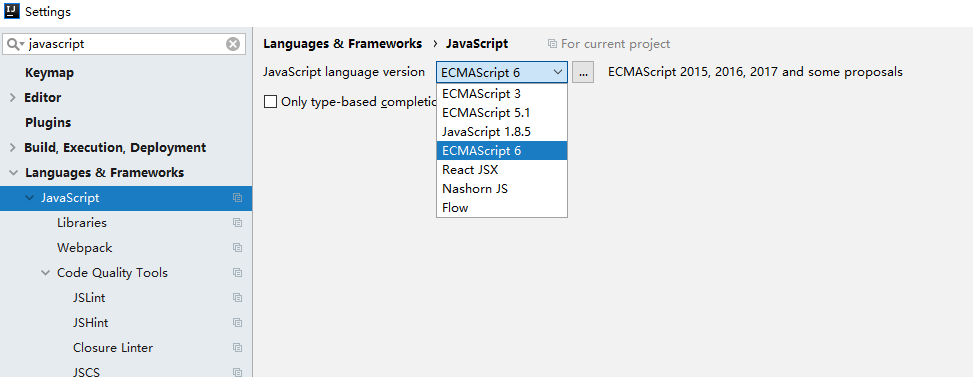 IJ
Settings
javascript
Keymap
Editor
Plugins
Build, Execution, Deployment
Languages & Frameworks
JavaScript
Libraries
Webpack
Code Quality Tools
JSLint
JSHint
Closure Linter
JSCS
Languages & Frameworks › JavaScript For current project
JavaScript language version ECMAScript 6 ... ECMAScript 2015, 2016, 2017 and some proposals
Only type-based
ECMAScript 3
ECMAScript 5.1
JavaScript 1.8.5
ECMAScript 6
React JSX
Nashorn JS
Flow